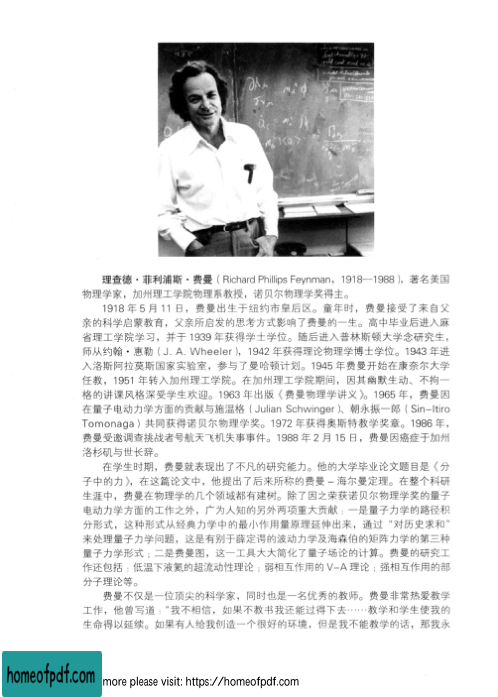 理查德·菲利浦斯·费曼（Richard Phillips Feynman，1918—1988），著名美国
物理学家，加州理工学院物理系教授，诺贝尔物理学奖得主。
1918 年 5 月 11 日，费曼出生于纽约市皇后区。童年时，费曼接受了来自父
亲的科学启蒙教育，父亲所启发的思考方式影响了费曼的一生。高中毕业后进入麻
省理工学院学习，并于 1939 年获得学士学位。随后进入普林斯顿大学念研究生，
师从约翰·惠勒（J. A. Wheeler），1942 年获得理论物理学博士学位。1943 年进
入洛斯阿拉莫斯国家实验室，参与了曼哈顿计划。1945 年费曼开始在康奈尔大学
任教，1951 年转入加州理工学院。在加州理工学院期间，因其幽默生动、不拘一
格的讲课风格深受学生欢迎。1963 年出版《费曼物理学讲义》。1965 年，费曼因
在量子电动力学方面的贡献与施温格（Julian Schwinger）、朝永振一郎（Sin-Itiro
Tomonaga）共同获得诺贝尔物理学奖。1972 年获得奥斯特教学奖章。1986 年，
费曼受邀调查挑战者号航天飞机失事事件。1988 年 2 月 15 日，费曼因癌症于加州
洛杉矶与世长辞。
在学生时期，费曼就表现出了不凡的研究能力。他的大学毕业论文题目是《分
子中的力》，在这篇论文中，他提出了后来所称的费曼－海尔曼定理。在整个科研
生涯中，费曼在物理学的几个领域都有建树。除了因之荣获诺贝尔物理学奖的量子
电动力学方面的工作之外，广为人知的另外两项重大贡献：一是量子力学的路径积
分形式，这种形式从经典力学中的最小作用量原理延伸出来，通过“对历史求和”
来处理量子力学问题，这是有别于薛定谔的波动力学及海森伯的矩阵力学的第三种
量子力学形式；二是费曼图，这一工具大大简化了量子场论的计算。费曼的研究工
作还包括：低温下液氦的超流动性理论；弱相互作用的 V-A 理论；强相互作用的部
分子理论等。
费曼不仅是一位顶尖的科学家，同时也是一名优秀的教师。费曼非常热爱教学
工作，他曾写道：“我不相信，如果不教书我还能过得下去……教学和学生使我的
生命得以延续。如果有人给我创造一个很好的环境，但是我不能教学的话，那我永
homeofpdf.com
more please visit: https://homeofpdf.com